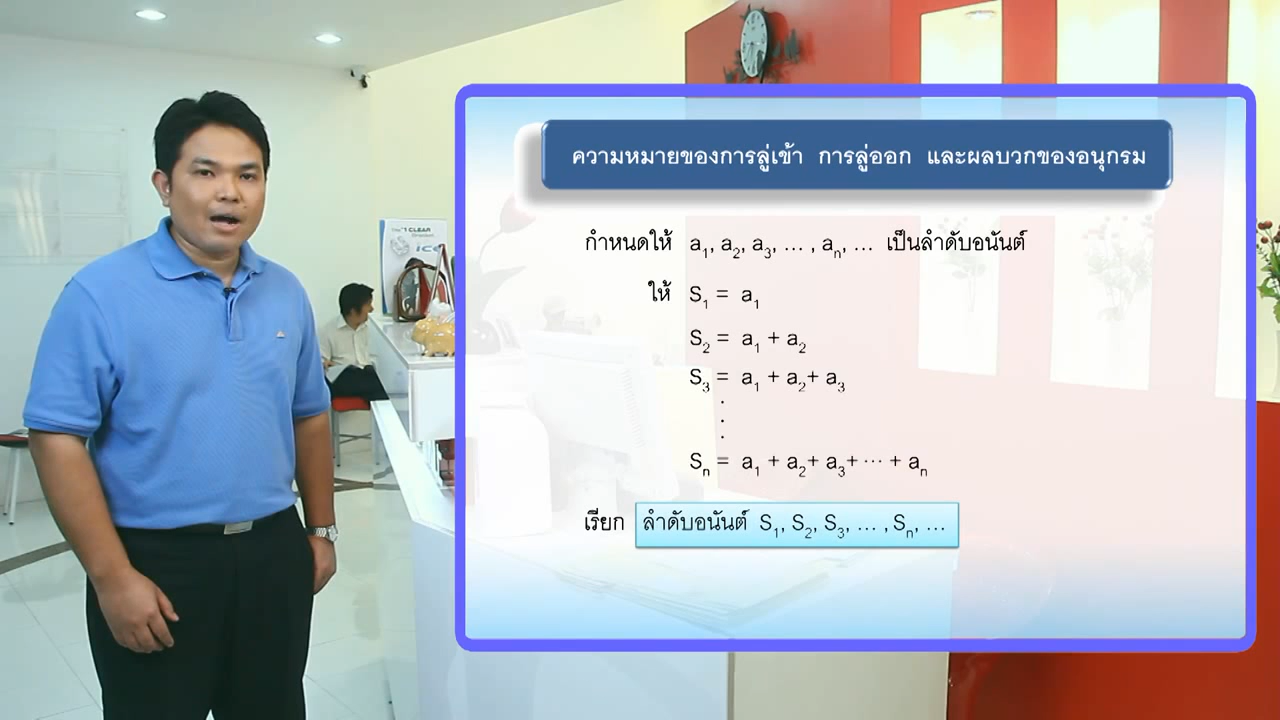 ความหมายของการลู่เข้า การลู่ออก และผลบวกของอนุกรม
กำหนดให้ a₁, a₂, a₃, … , aₙ, … เป็นลำดับอนันต์
ให้ S₁ = a₁
S₂ = a₁ + a₂
S₃ = a₁ + a₂+ a₃
.
.
.
Sₙ = a₁ + a₂+ a₃+ ⋯ + aₙ
เรียก ลำดับอนันต์ S₁, S₂, S₃, … , Sₙ, …
CLEAR
ice